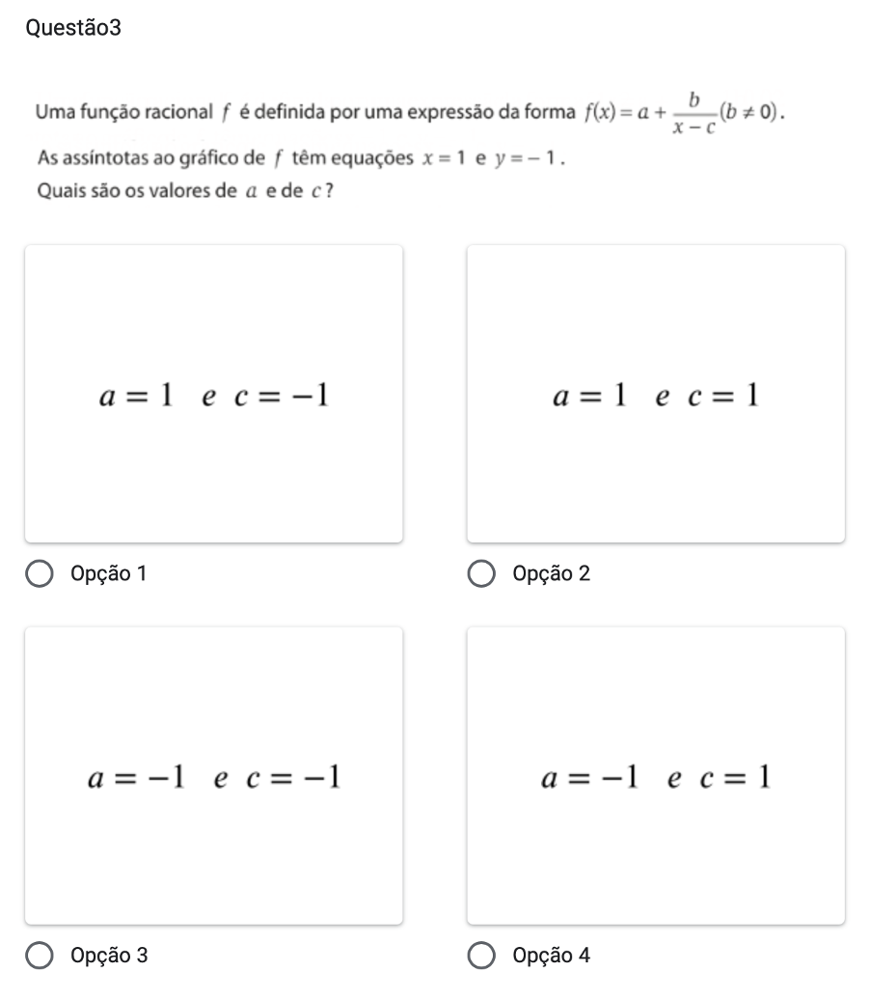 Questão3
Uma função racional f é definida por uma expressão da forma f(x) = a + b/(x − c) (b ≠ 0).
As assíntotas ao gráfico de f têm equações x = 1 e y = − 1.
Quais são os valores de a e de c?
a = 1 e c = −1
a = 1 e c = 1
Opção 1
Opção 2
a = −1 e c = −1
a = −1 e c = 1
Opção 3
Opção 4